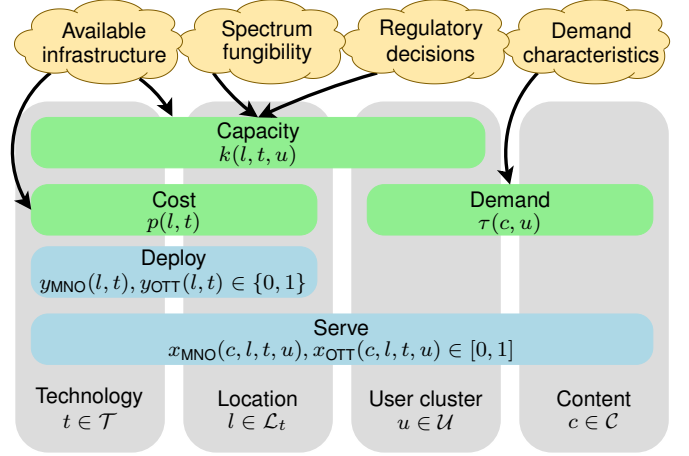 Available
infrastructure
Spectrum
fungibility
Regulatory
decisions
Demand
characteristics
Capacity
k(l, t, u)
Cost
p(l, t)
Demand
τ(c, u)
Deploy
y_MNO(l, t), y_OTT(l, t) ∈ {0, 1}
Serve
x_MNO(c, l, t, u), x_OTT(c, l, t, u) ∈ [0, 1]
Technology
t ∈ 𝒯
Location
l ∈ ℒ_t
User cluster
u ∈ 𝒰
Content
c ∈ 𝒞